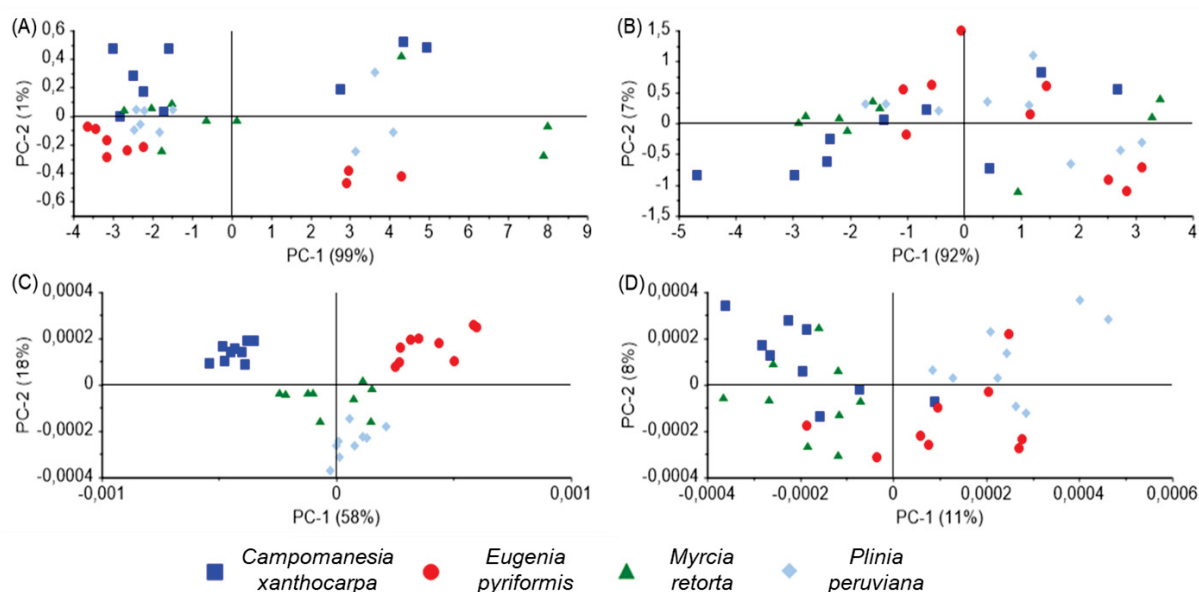 (A)
0,6
0,4
0,2
0
-0,2
-0,4
-0,6
PC-2 (1%)
-4 -3 -2 -1 0 1 2 3 4 5 6 7 8 9
PC-1 (99%)
(B)
1,5
1
0,5
0
-0,5
-1
-1,5
PC-2 (7%)
-5 -4 -3 -2 -1 0 1 2 3 4
PC-1 (92%)
(C)
0,0004
0,0002
0
-0,0002
-0,0004
PC-2 (18%)
-0,001 0 0,001
PC-1 (58%)
(D)
0,0004
0,0002
0
-0,0002
-0,0004
PC-2 (8%)
-0,0004 -0,0002 0 0,0002 0,0004 0,0006
PC-1 (11%)
Campomanesia
xanthocarpa
Eugenia
pyriformis
Myrcia
retorta
Plinia
peruviana